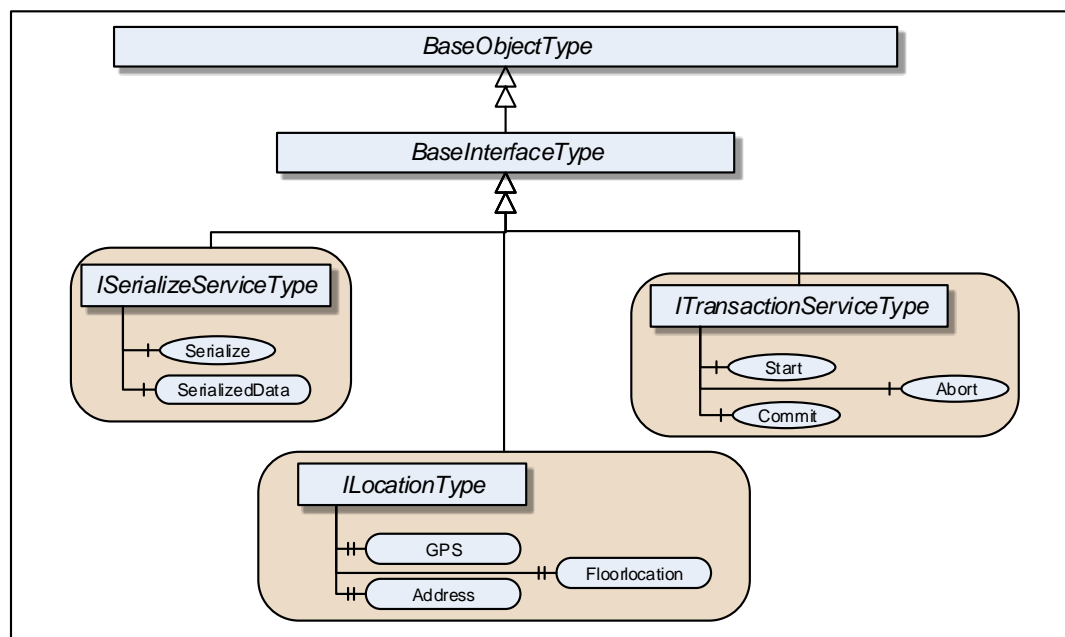 BaseObjectType
BaseInterfaceType
ISerializeServiceType
Serialize
SerializedData
ITransactionServiceType
Start
Abort
Commit
ILocationType
GPS
Floorlocation
Address